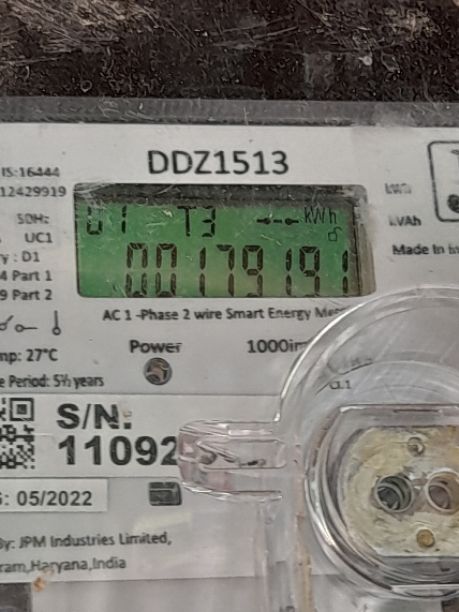 DDZ1513
IS:16444
12429919
50Hz
UC1
: D1
4 Part 1
9 Part 2
U1 T3 kWh
00179191
kVAh
Made In
AC 1 -Phase 2 wire Smart Energy
mp: 27°C
Power
1000im
e Period: 5½ years
S/N:
11092
: 05/2022
By: JPM Industries Limited,
ram,Haryana,India